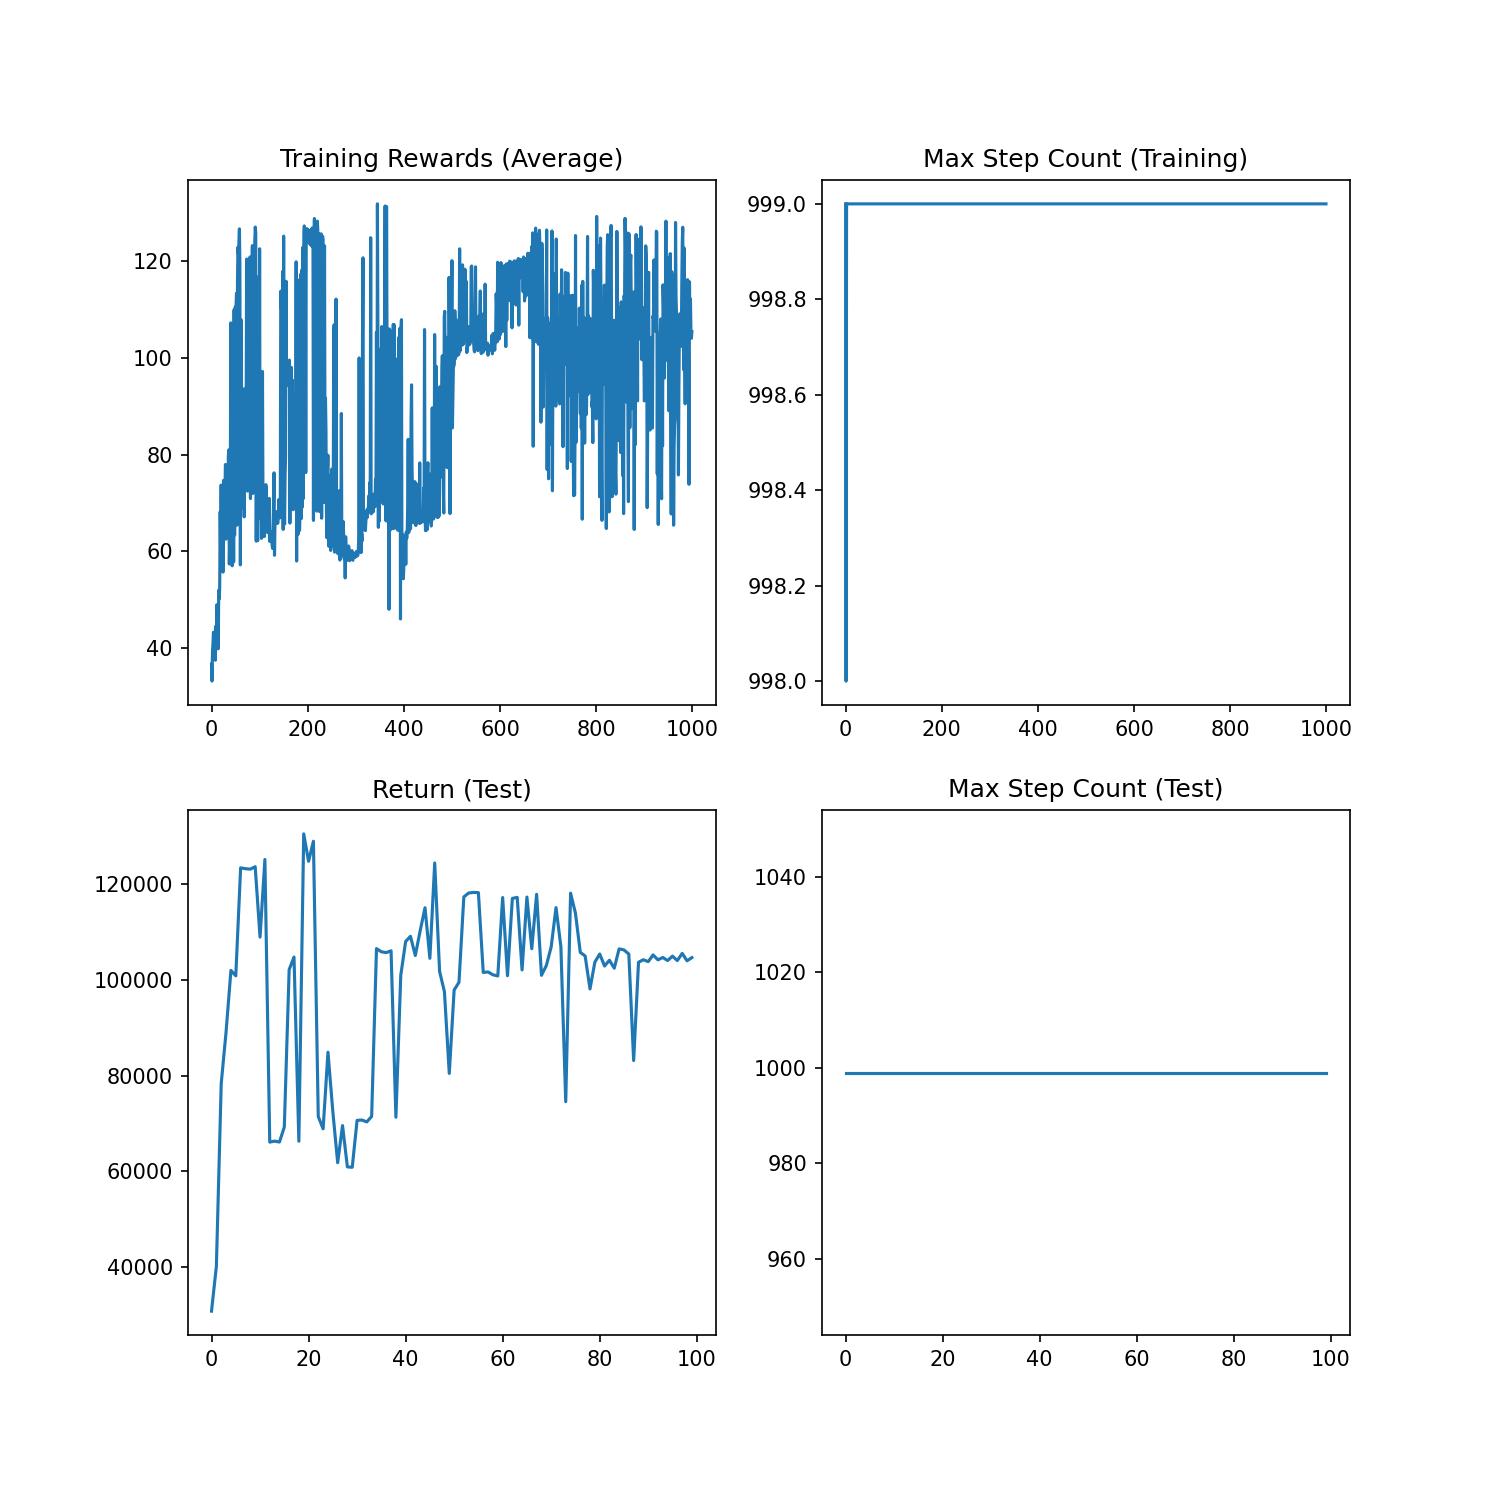 Training Rewards (Average)
120
100
80
60
40
0 200 400 600 800 1000
Max Step Count (Training)
999.0
998.8
998.6
998.4
998.2
998.0
0 200 400 600 800 1000
Return (Test)
120000
100000
80000
60000
40000
0 20 40 60 80 100
Max Step Count (Test)
1040
1020
1000
980
960
0 20 40 60 80 100